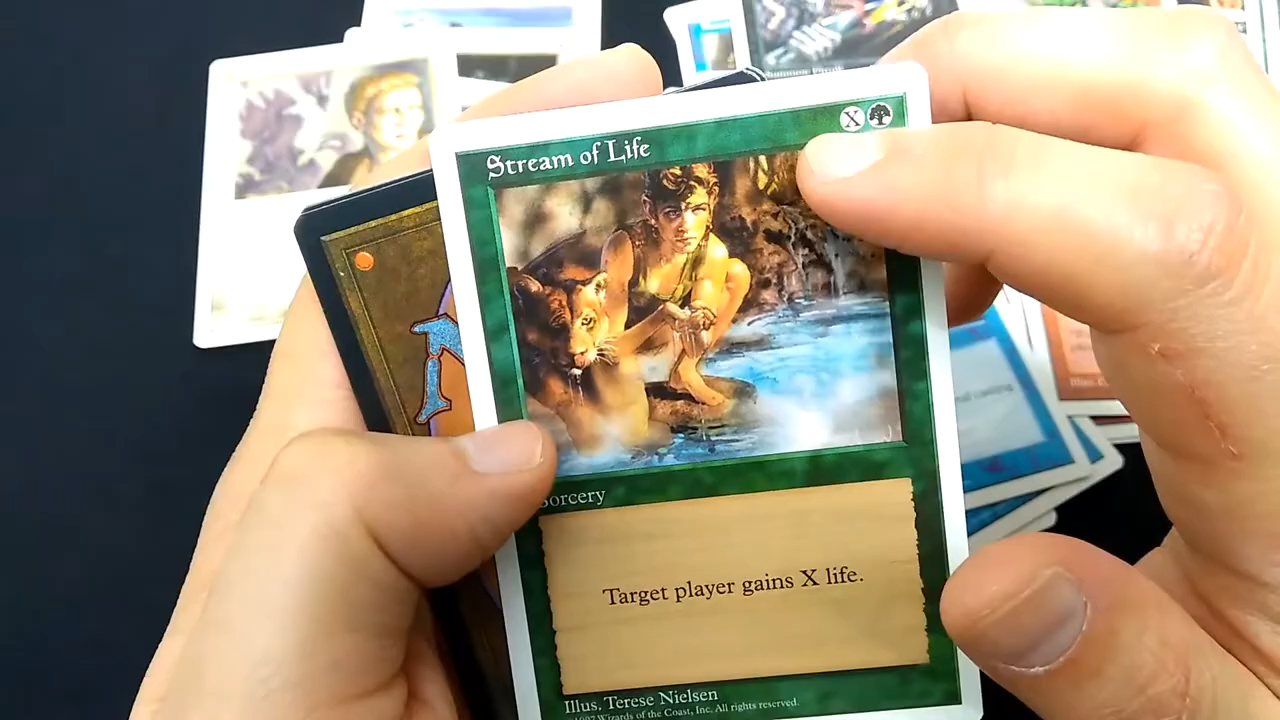 Stream of Life
X
Sorcery
Target player gains X life.
Illus. Terese Nielsen
©1997 Wizards of the Coast, Inc. All rights reserved.